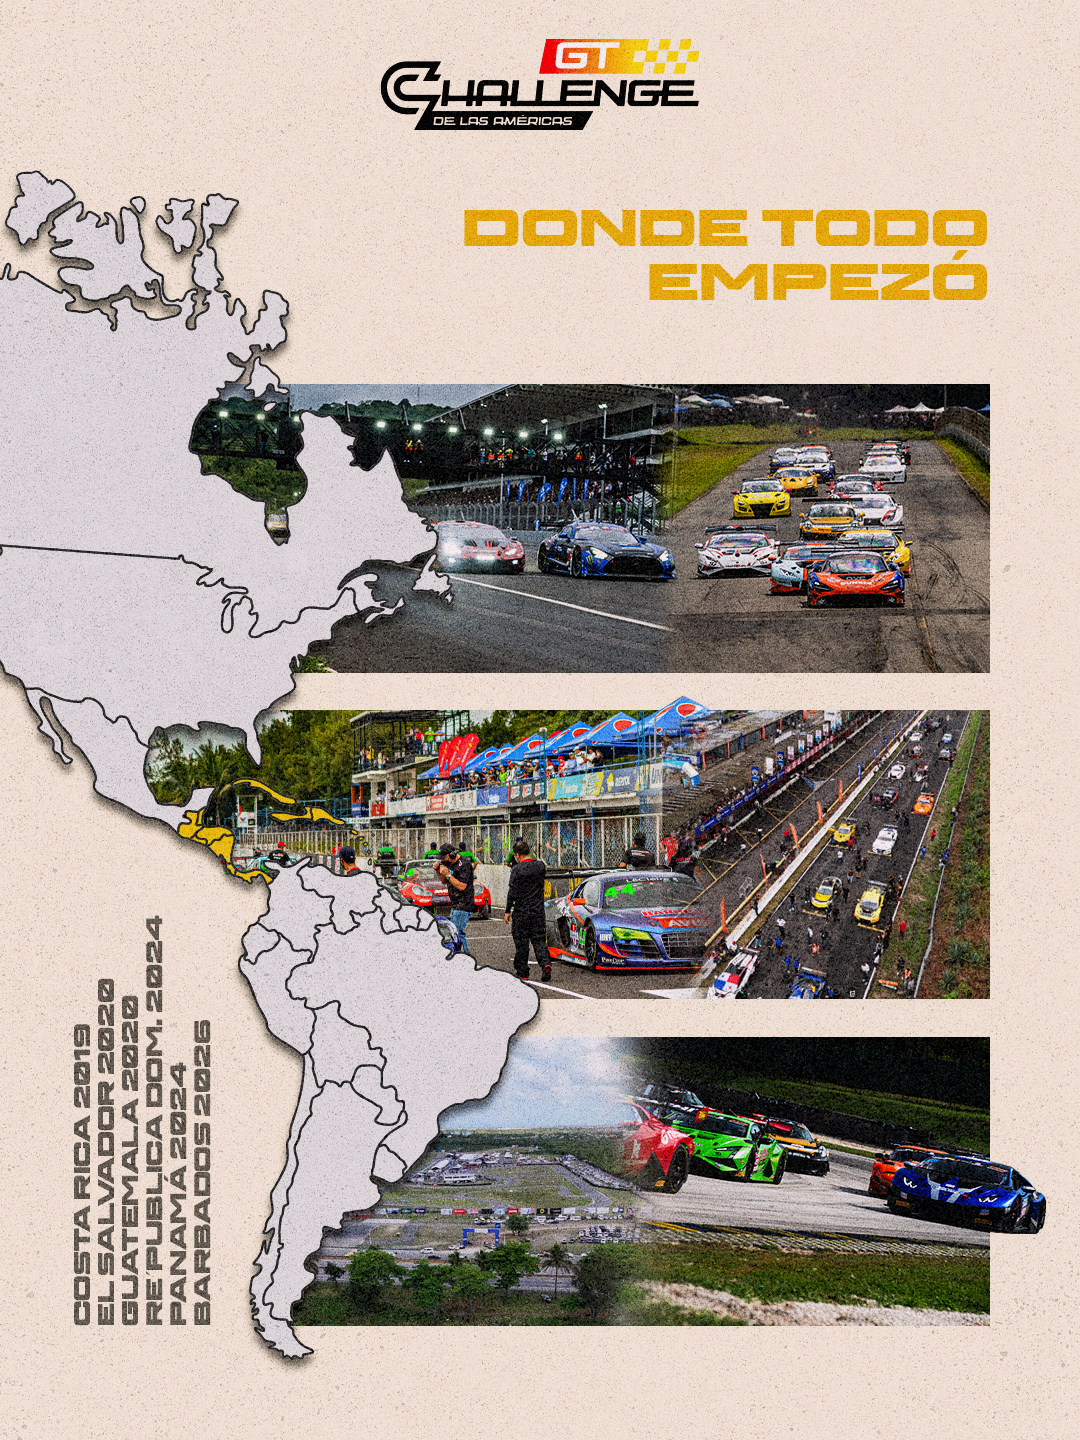 GT
CHALLENGE
DE LAS AMÉRICAS
DONDE TODO
EMPEZÓ
COSTA RICA 2019
EL SALVADOR 2020
GUATEMALA 2020
REPÚBLICA DOM. 2024
PANAMÁ 2024
BARBADOS 2026